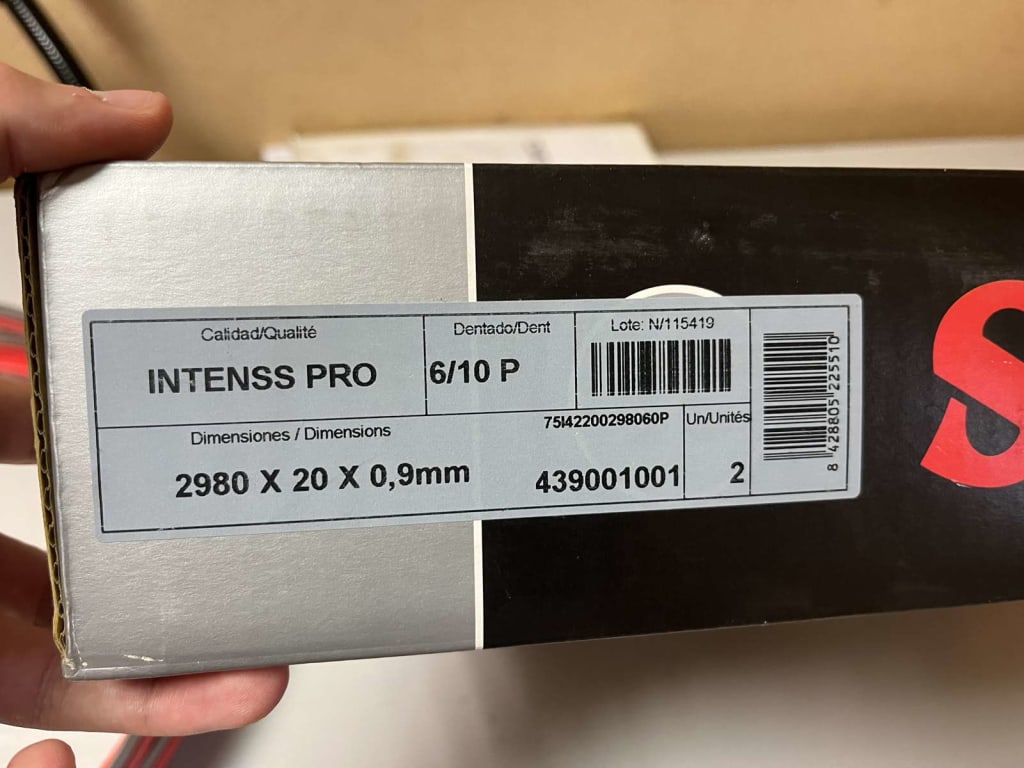 Calidad/Qualité
INTENSS PRO
Dentado/Dent
6/10 P
Lote: N/115419
Dimensiones / Dimensions
2980 X 20 X 0,9mm
75I42200298060P
439001001
Un/Unités
2
8 428805 225510
S